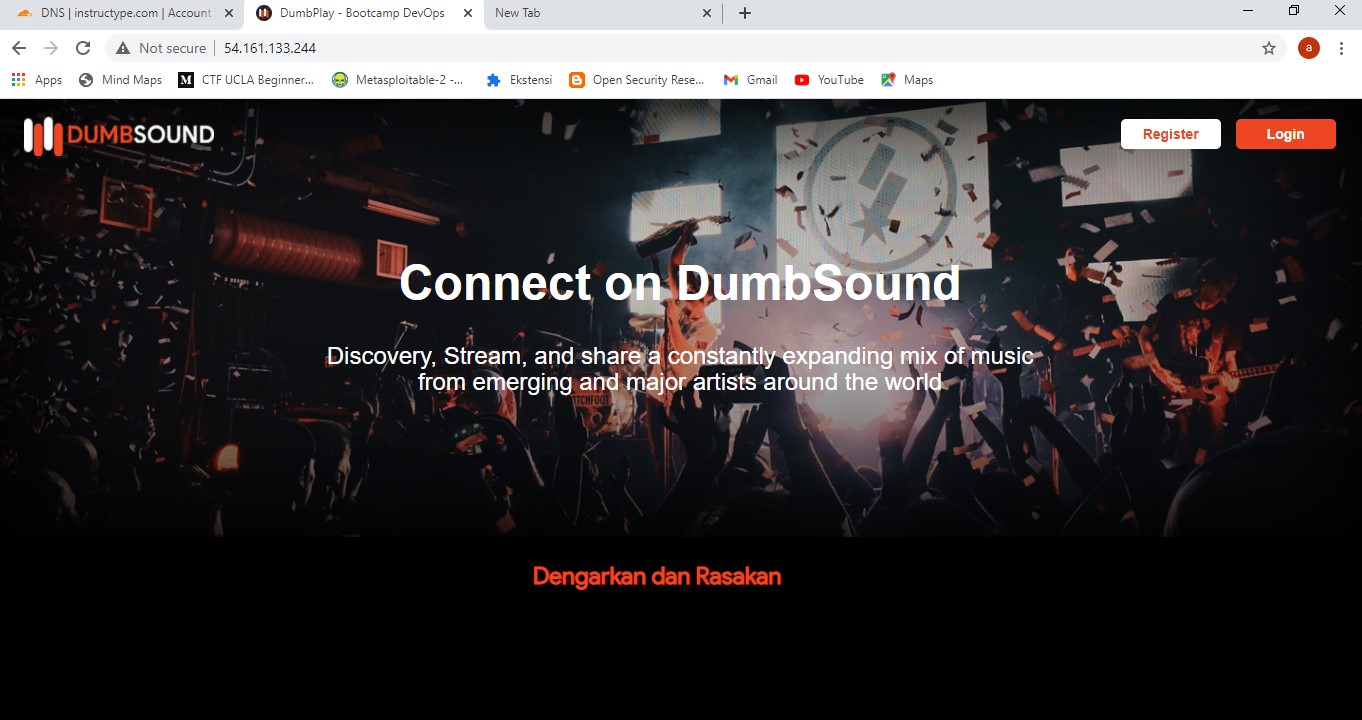 DNS | instructype.com | Account
DumbPlay - Bootcamp DevOps
New Tab
Not secure
54.161.133.244
a
Apps
Mind Maps
M
CTF UCLA Beginner...
Metasploitable-2 -...
Ekstensi
Open Security Rese...
Gmail
YouTube
Maps
DUMBSOUND
Register
Login
Connect on DumbSound
Discovery, Stream, and share a constantly expanding mix of music
from emerging and major artists around the world
ITCHFOOT
Dengarkan dan Rasakan